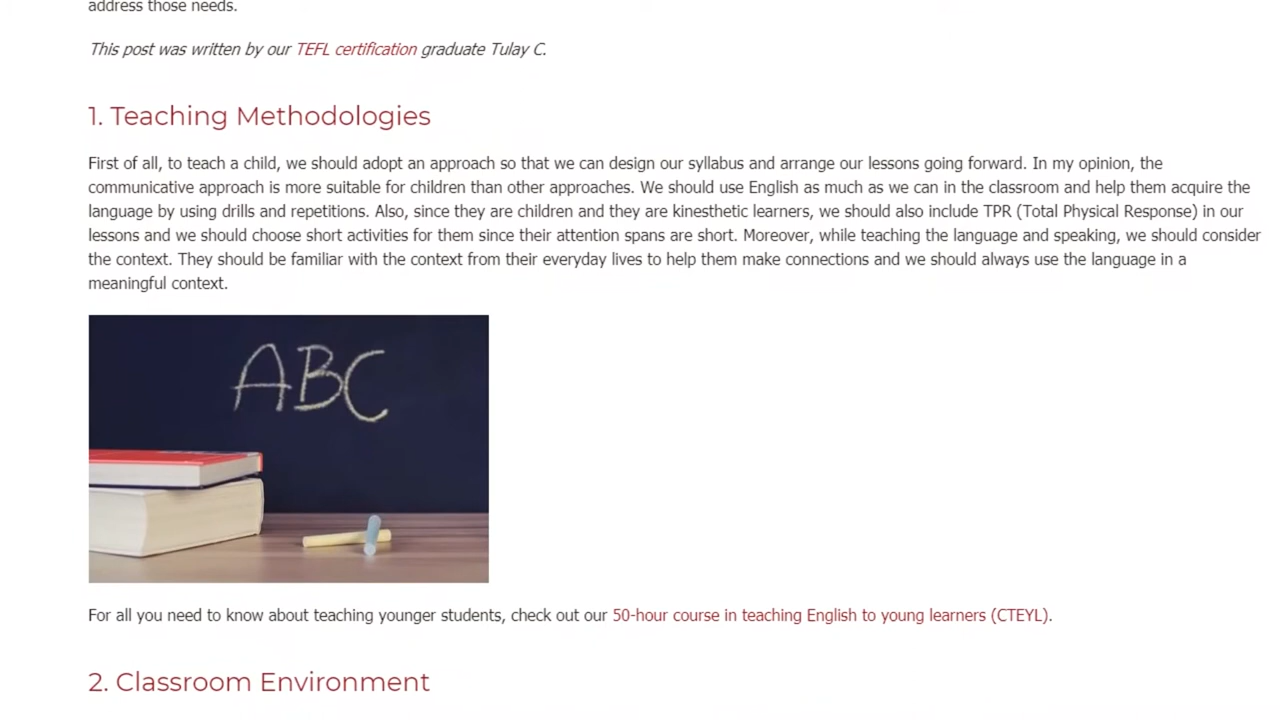 address those needs.
This post was written by our TEFL certification graduate Tulay C.
1. Teaching Methodologies
First of all, to teach a child, we should adopt an approach so that we can design our syllabus and arrange our lessons going forward. In my opinion, the
communicative approach is more suitable for children than other approaches. We should use English as much as we can in the classroom and help them acquire the
language by using drills and repetitions. Also, since they are children and they are kinesthetic learners, we should also include TPR (Total Physical Response) in our
lessons and we should choose short activities for them since their attention spans are short. Moreover, while teaching the language and speaking, we should consider
the context. They should be familiar with the context from their everyday lives to help them make connections and we should always use the language in a
meaningful context.
ABC
For all you need to know about teaching younger students, check out our 50-hour course in teaching English to young learners (CTEYL).
2. Classroom Environment